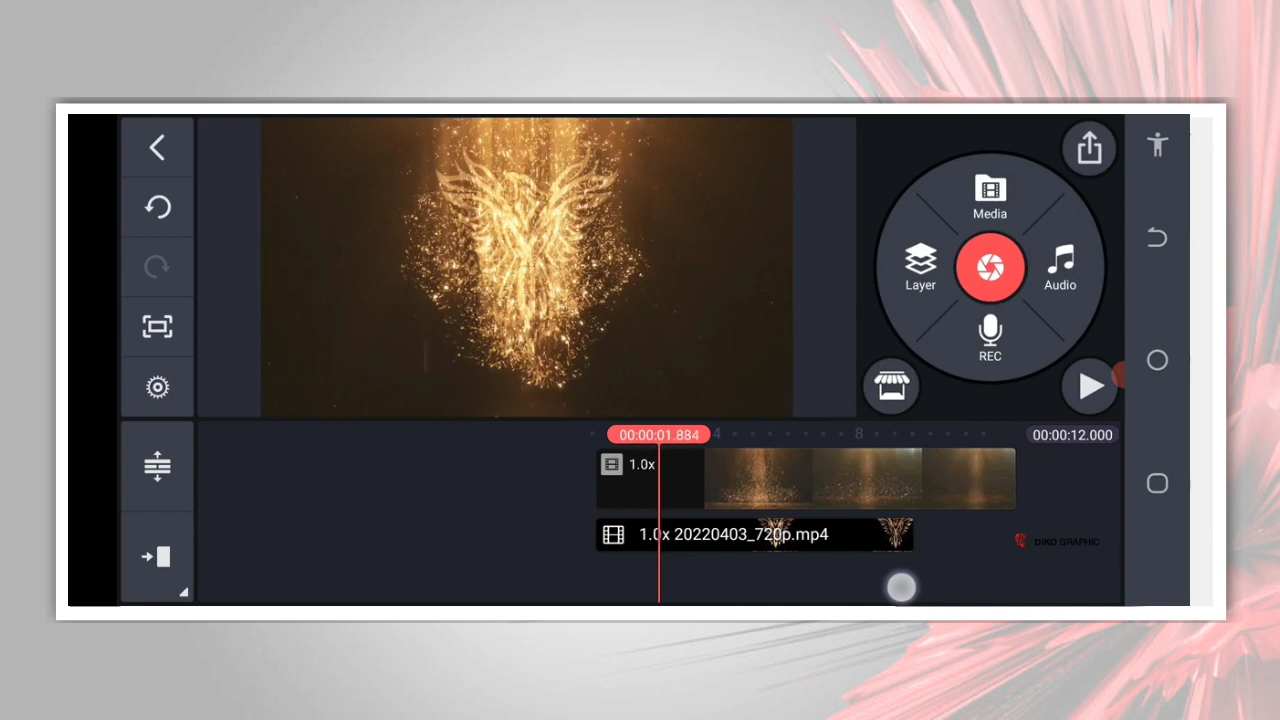 Media
Layer
Audio
REC
00:00:01.884
4
8
00:00:12.000
1.0x
1.0x 20220403_720p.mp4
DIKO GRAPHIC